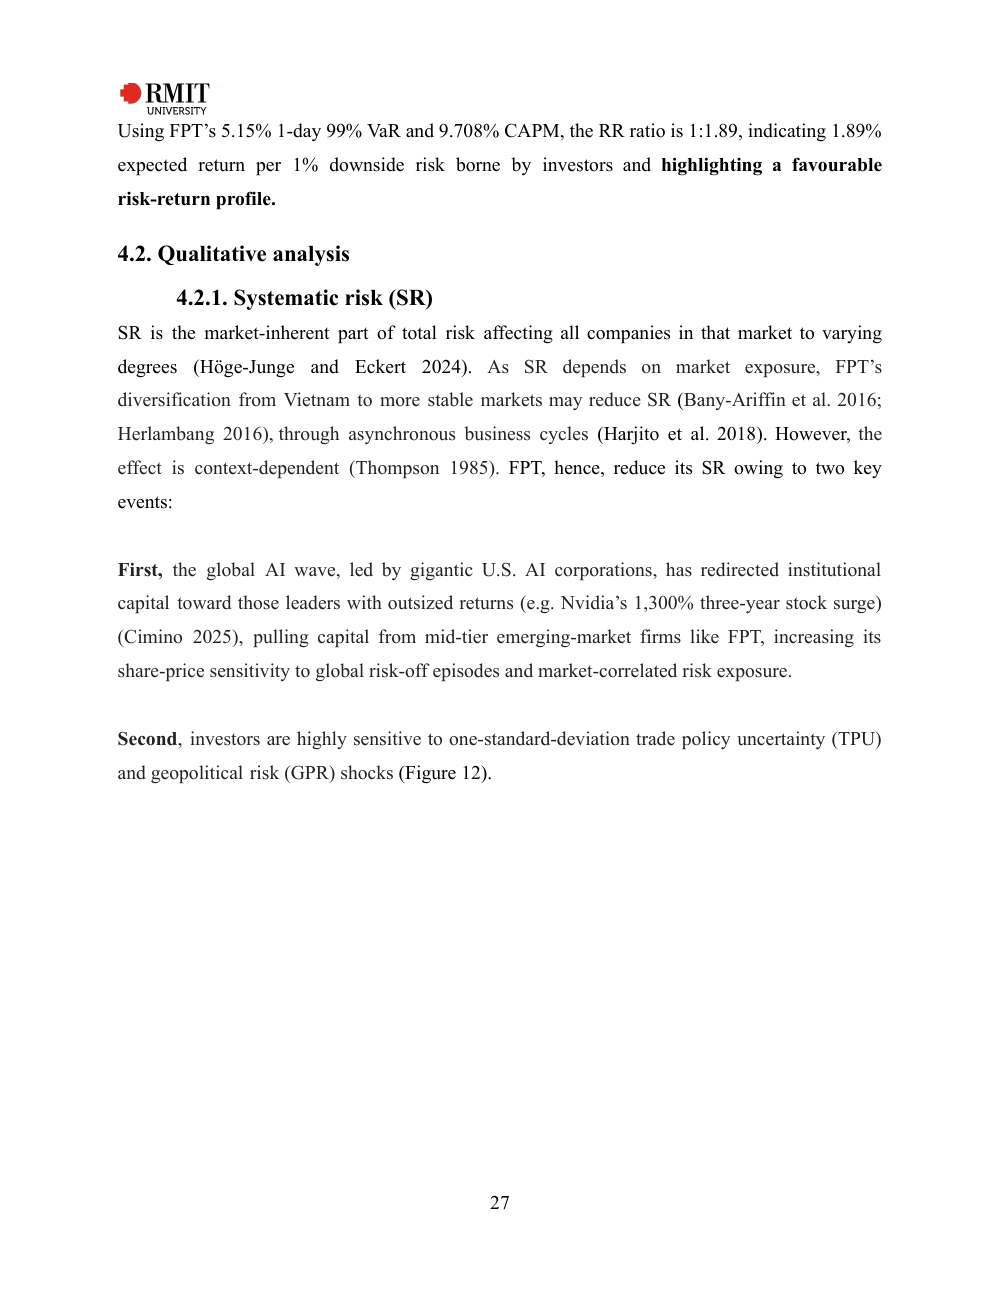 RMIT
UNIVERSITY
Using FPT’s 5.15% 1-day 99% VaR and 9.708% CAPM, the RR ratio is 1:1.89, indicating 1.89%
expected return per 1% downside risk borne by investors and highlighting a favourable
risk-return profile.
4.2. Qualitative analysis
4.2.1. Systematic risk (SR)
SR is the market-inherent part of total risk affecting all companies in that market to varying
degrees (Höge-Junge and Eckert 2024). As SR depends on market exposure, FPT’s
diversification from Vietnam to more stable markets may reduce SR (Bany-Ariffin et al. 2016;
Herlambang 2016), through asynchronous business cycles (Harjito et al. 2018). However, the
effect is context-dependent (Thompson 1985). FPT, hence, reduce its SR owing to two key
events:
First, the global AI wave, led by gigantic U.S. AI corporations, has redirected institutional
capital toward those leaders with outsized returns (e.g. Nvidia’s 1,300% three-year stock surge)
(Cimino 2025), pulling capital from mid-tier emerging-market firms like FPT, increasing its
share-price sensitivity to global risk-off episodes and market-correlated risk exposure.
Second, investors are highly sensitive to one-standard-deviation trade policy uncertainty (TPU)
and geopolitical risk (GPR) shocks (Figure 12).
27